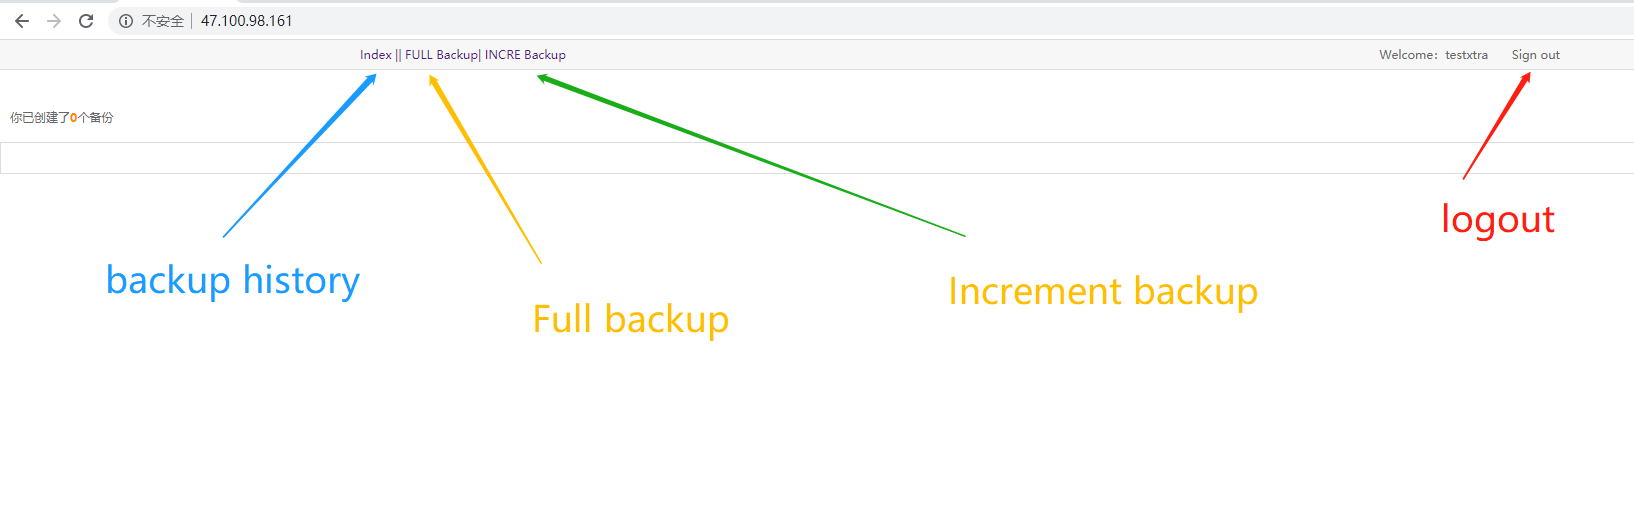 不安全 | 47.100.98.161
Index || FULL Backup| INCRE Backup
Welcome：testxtra
Sign out
你已创建了0个备份
logout
backup history
Increment backup
Full backup